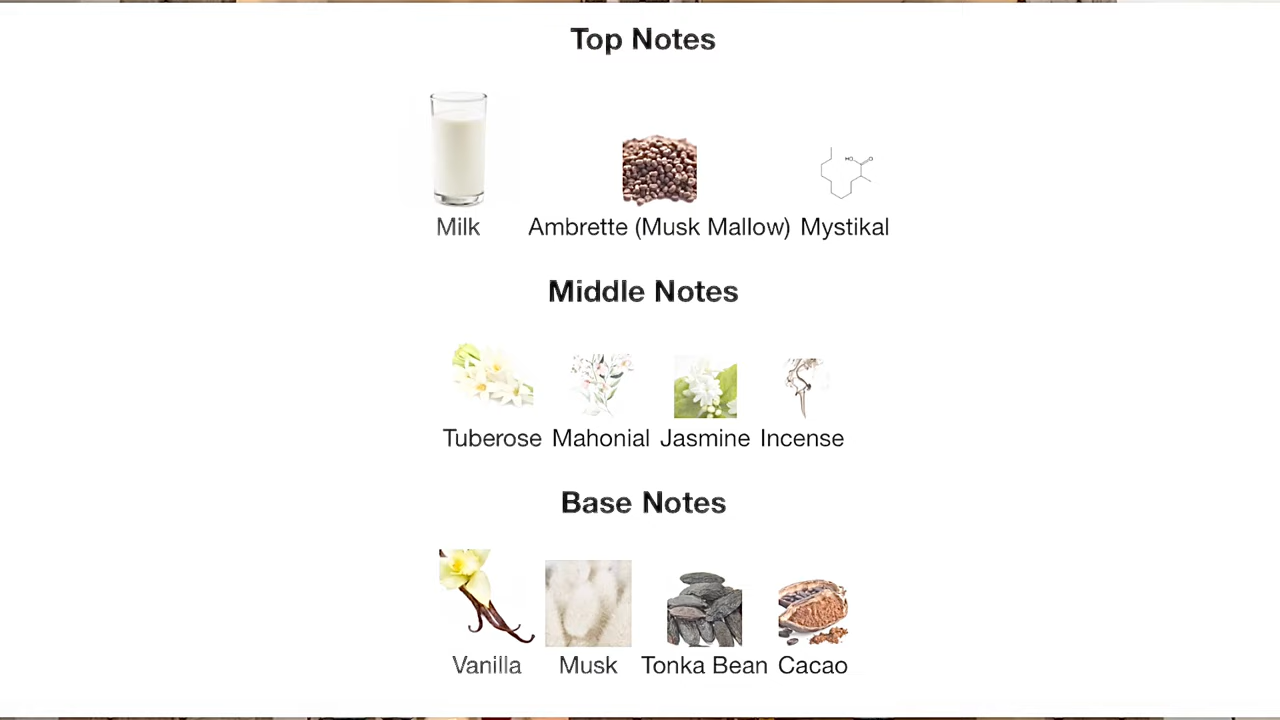 Top Notes
Milk Ambrette (Musk Mallow) Mystikal
HO O
Middle Notes
Tuberose Mahonial Jasmine Incense
Base Notes
Vanilla Musk Tonka Bean Cacao